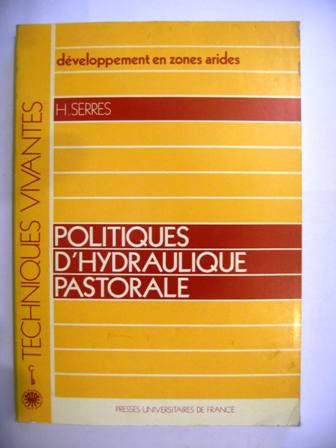 développement en zones arides
H. SERRES
TECHNIQUES VIVANTES
POLITIQUES
D'HYDRAULIQUE
PASTORALE
PRESSES UNIVERSITAIRES DE FRANCE